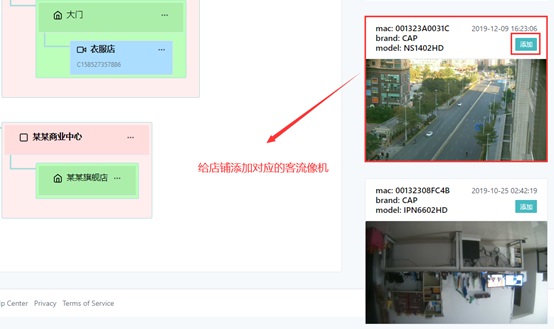 大门 ...
衣服店 ...
C158527357886
某某商业中心 ...
某某旗舰店 ...
给店铺添加对应的客流像机
mac: 001323A0031C
2019-12-09 16:23:06
brand: CAP
model: NS1402HD
添加
mac: 00132308FC4B
2019-10-25 02:42:19
brand: CAP
model: IPN6602HD
添加
lp Center Privacy Terms of Service